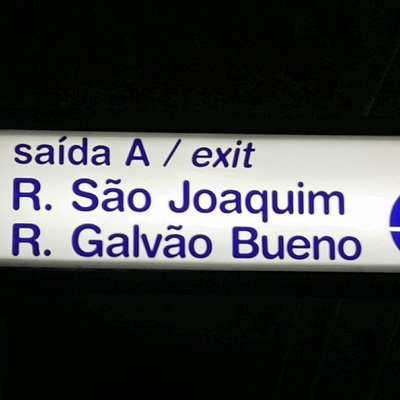 saída A / exit
R. São Joaquim
R. Galvão Bueno